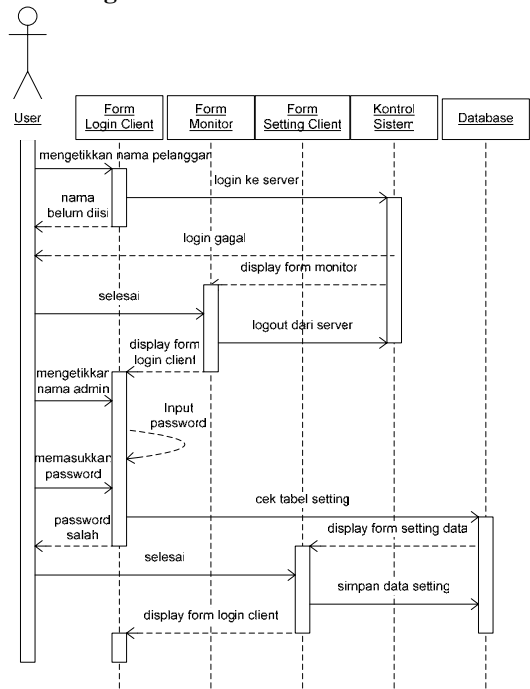 User
Form
Login Client
Form
Monitor
Form
Setting Client
Kontrol
Sistem
Database
mengetikkan nama pelanggan
login ke server
nama
belum diisi
login gagal
display form monitor
selesai
logout dari server
display form
login client
mengetikkan
nama admin
Input
password
memasukkan
password
cek tabel setting
password
salah
display form setting data
selesai
simpan data setting
display form login client